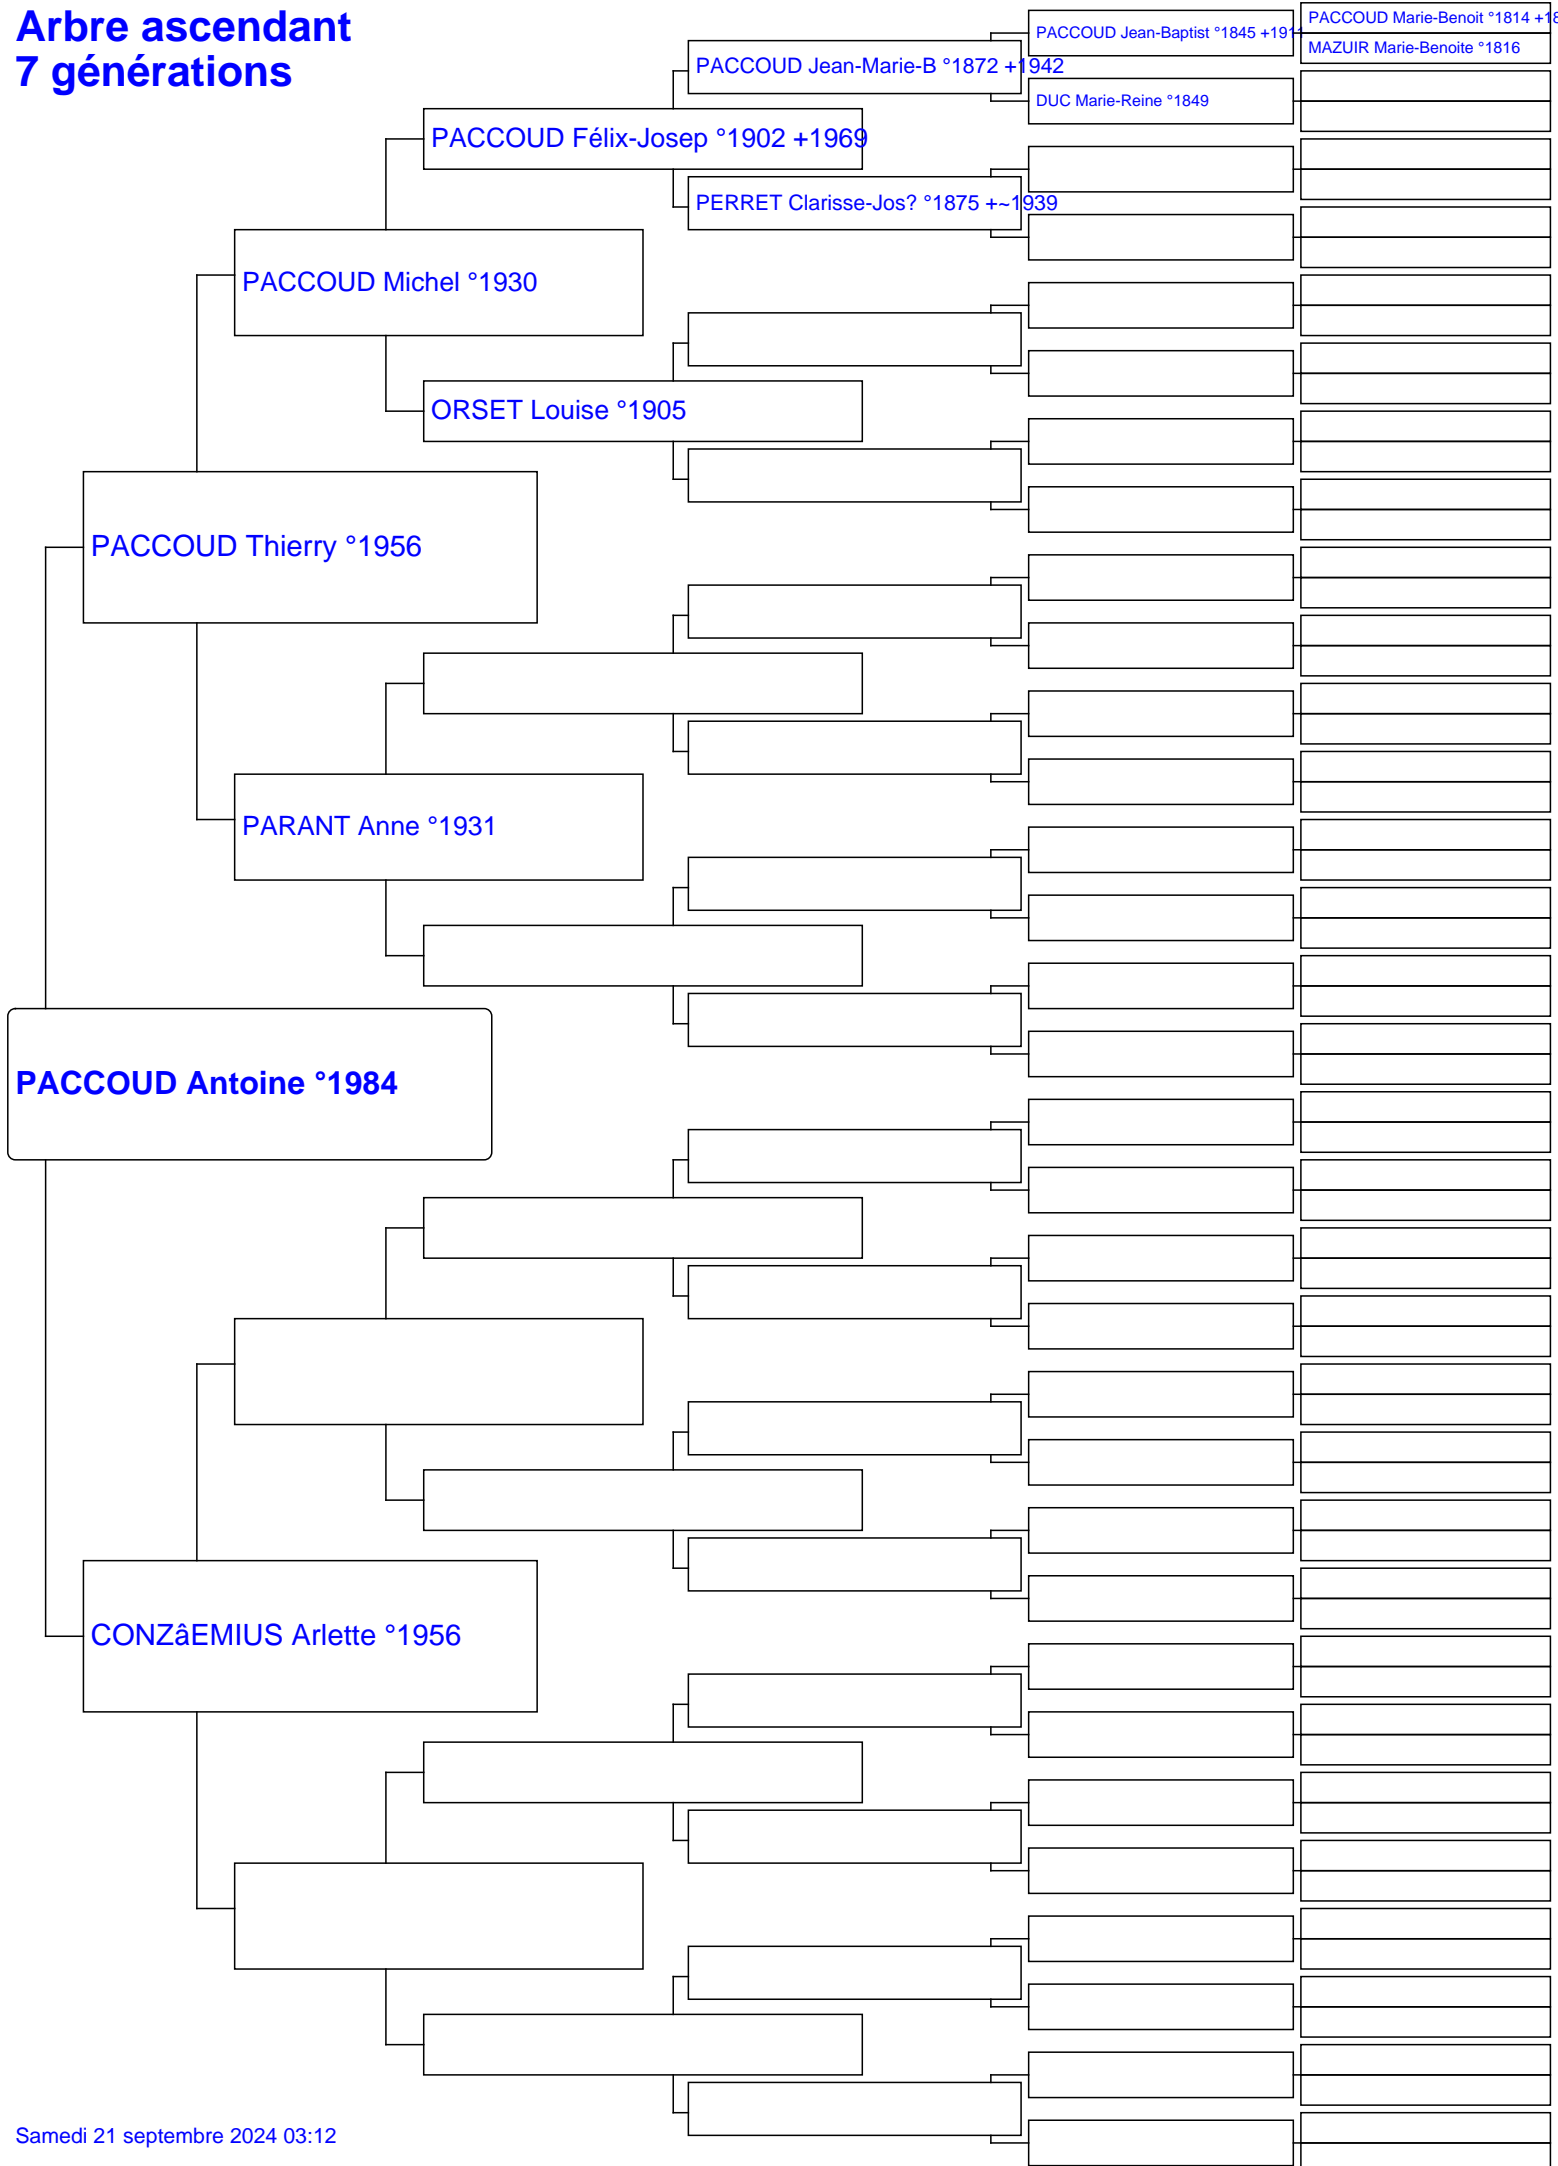 Arbre ascendant
7 générations
PACCOUD Marie-Benoit °1814 +18
PACCOUD Jean-Baptist °1845 +1911
MAZUIR Marie-Benoite °1816
PACCOUD Jean-Marie-B °1872 +1942
DUC Marie-Reine °1849
PACCOUD Félix-Josep °1902 +1969
PERRET Clarisse-Jos? °1875 +~1939
PACCOUD Michel °1930
ORSET Louise °1905
PACCOUD Thierry °1956
PARANT Anne °1931
PACCOUD Antoine °1984
CONZâEMIUS Arlette °1956
Samedi 21 septembre 2024 03:12